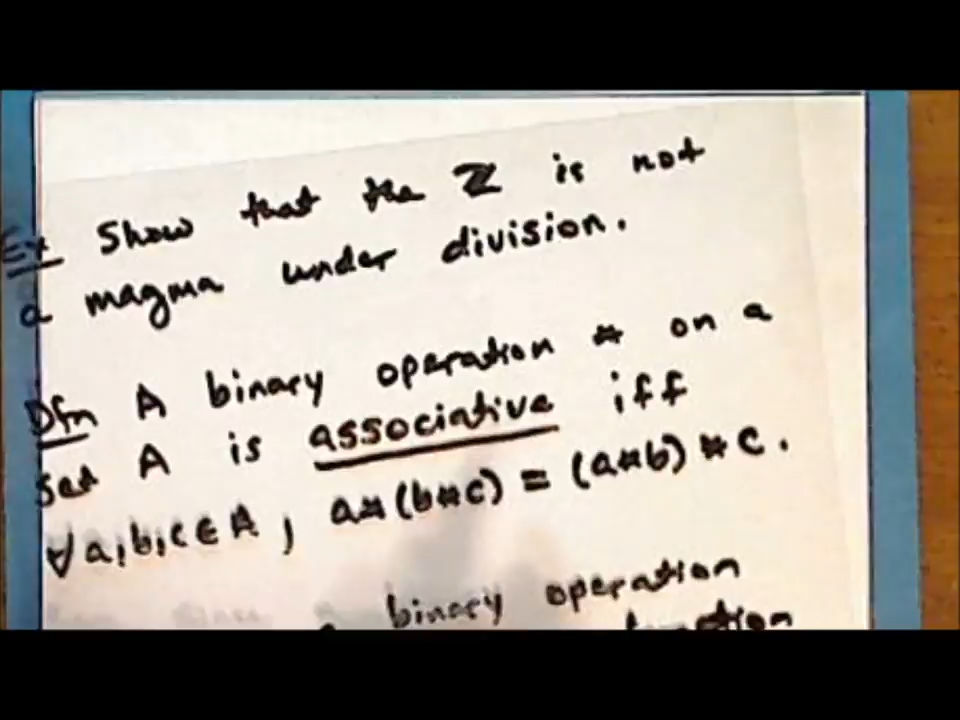 Ex Show that the ℤ is not
a magma under division.
Dfn A binary operation * on a
set A is associative iff
∀a,b,c∈A, a*(b*c) = (a*b)*c.
binary operation